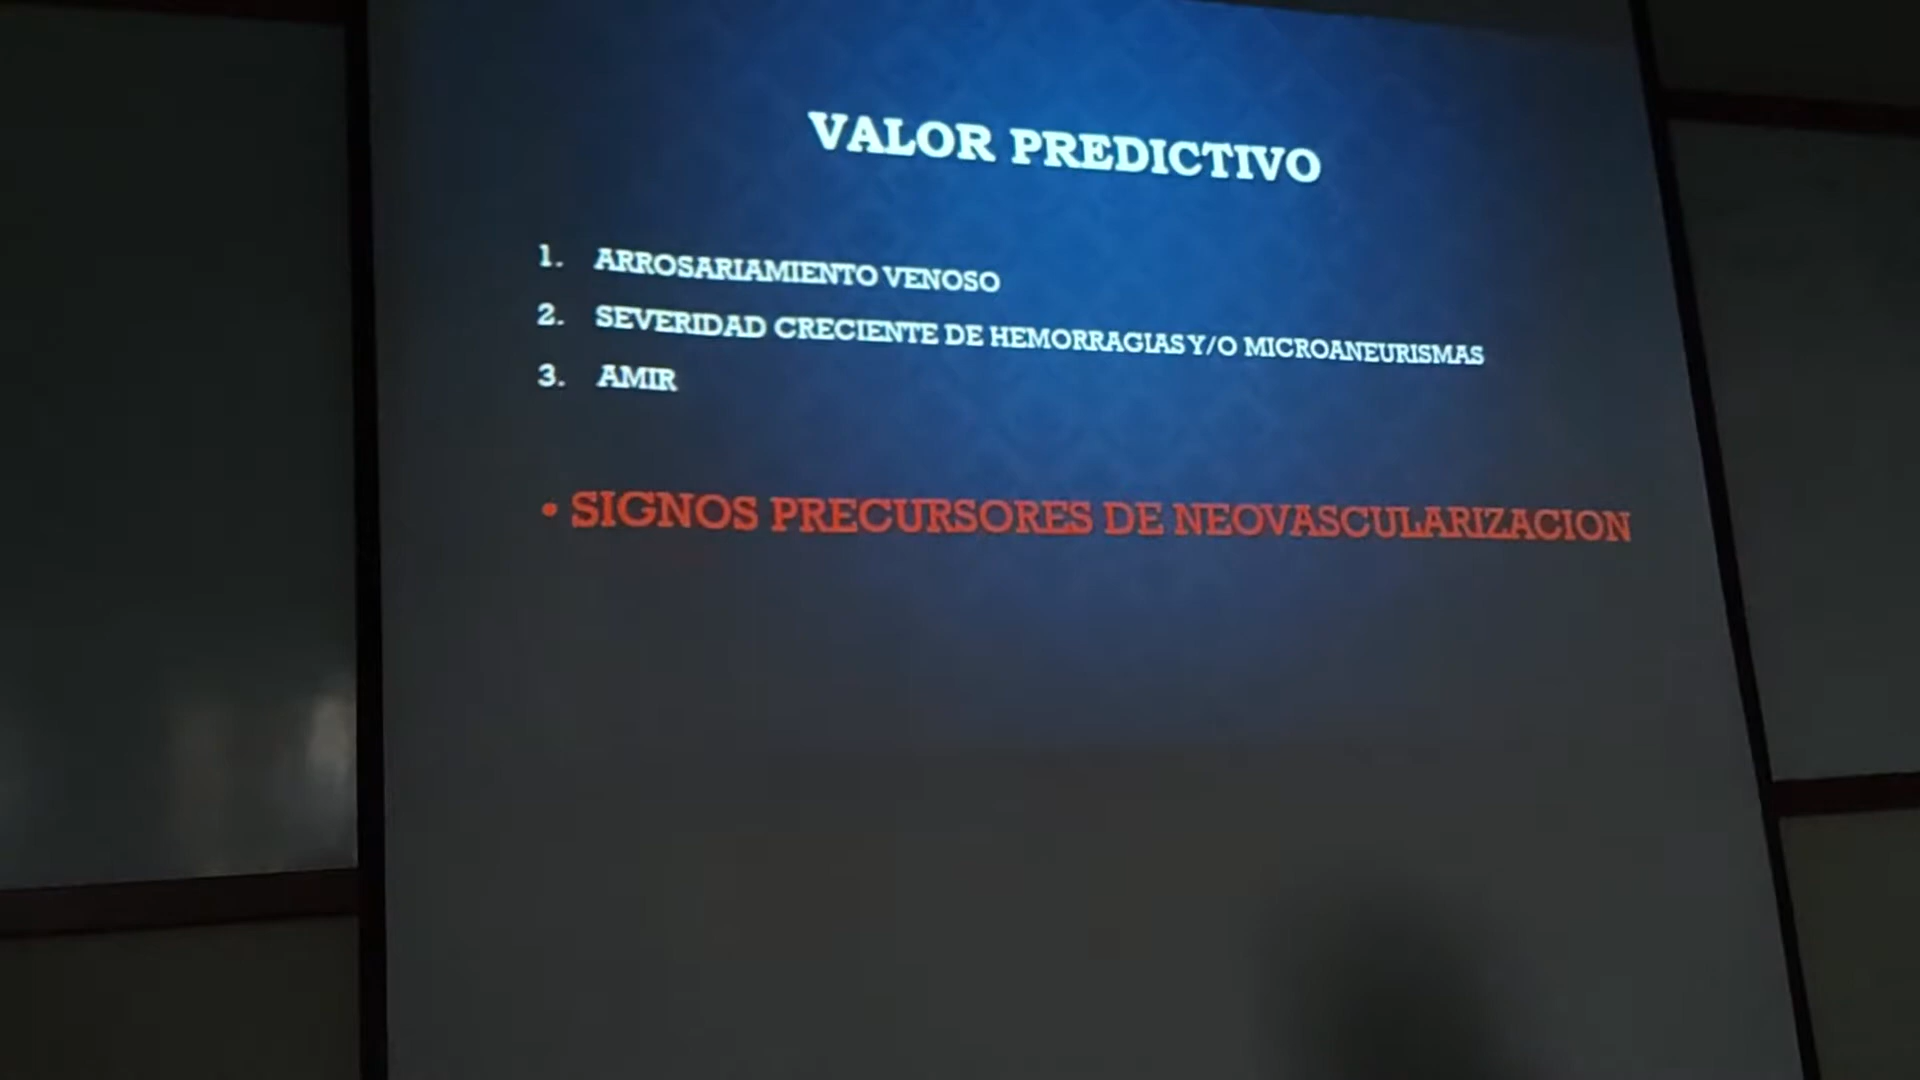 VALOR PREDICTIVO
1. ARROSARIAMIENTO VENOSO
2. SEVERIDAD CRECIENTE DE HEMORRAGIAS Y/O MICROANEURISMAS
3. AMIR
• SIGNOS PRECURSORES DE NEOVASCULARIZACION